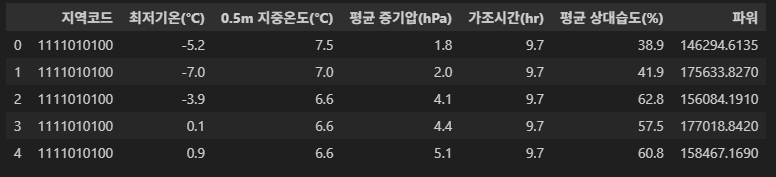 지역코드 최저기온(°C) 0.5m 지중온도(°C) 평균 증기압(hPa) 가조시간(hr) 평균 상대습도(%) 파워
0 1111010100 -5.2 7.5 1.8 9.7 38.9 146294.6135
1 1111010100 -7.0 7.0 2.0 9.7 41.9 175633.8270
2 1111010100 -3.9 6.6 4.1 9.7 62.8 156084.1910
3 1111010100 0.1 6.6 4.4 9.7 57.5 177018.8420
4 1111010100 0.9 6.6 5.1 9.7 60.8 158467.1690